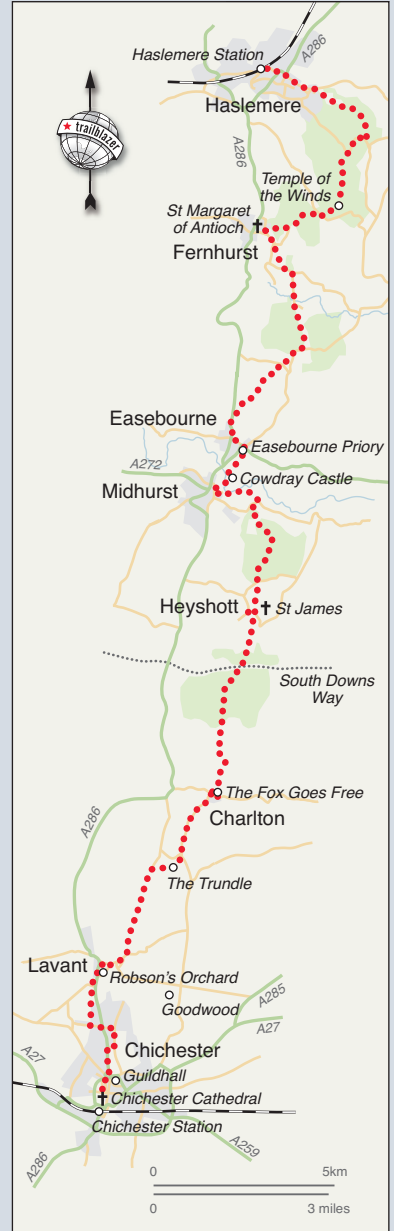 Haslemere Station
A286
Haslemere
trailblazer
A286
Temple of
the Winds
St Margaret
of Antioch
Fernhurst
Easebourne
Easebourne Priory
A272
Cowdray Castle
Midhurst
Heyshott
St James
South Downs
Way
The Fox Goes Free
Charlton
A286
The Trundle
Lavant
Robson's Orchard
A285
Goodwood
A27
Chichester
A27
Guildhall
Chichester Cathedral
Chichester Station
A286
A259
0 5km
0 3 miles